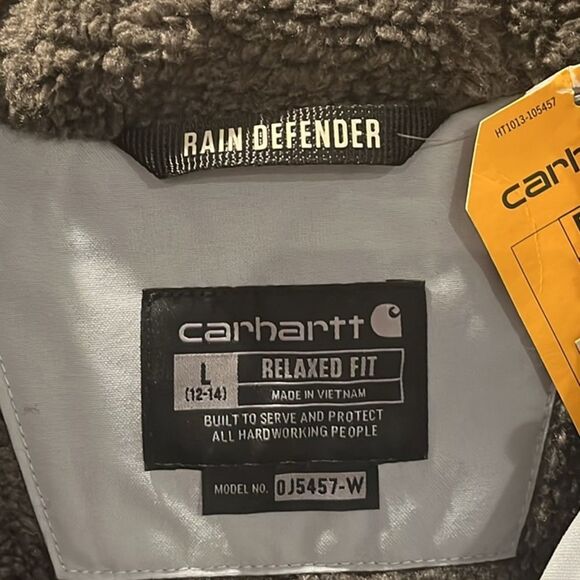 RAIN DEFENDER
HT1013-105457
carh
carhartt
L
(12-14)
RELAXED FIT
MADE IN VIETNAM
BUILT TO SERVE AND PROTECT
ALL HARDWORKING PEOPLE
MODEL NO. OJ5457-W